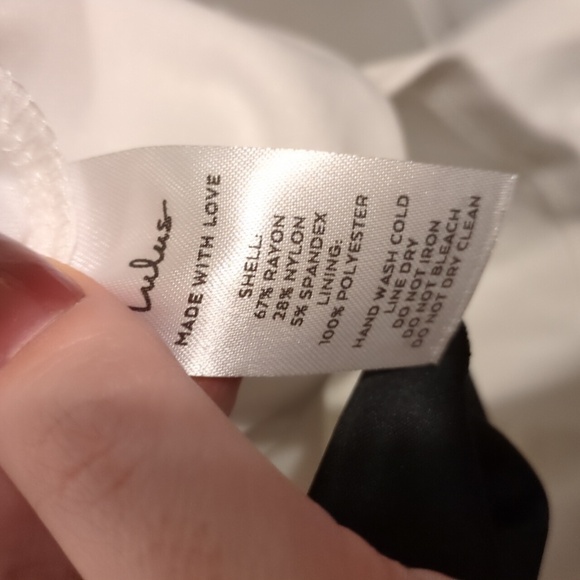 Lulus
MADE WITH LOVE
SHELL:
67% RAYON
28% NYLON
5% SPANDEX
LINING:
100% POLYESTER
HAND WASH COLD
LINE DRY
DO NOT IRON
DO NOT BLEACH
DO NOT DRY CLEAN